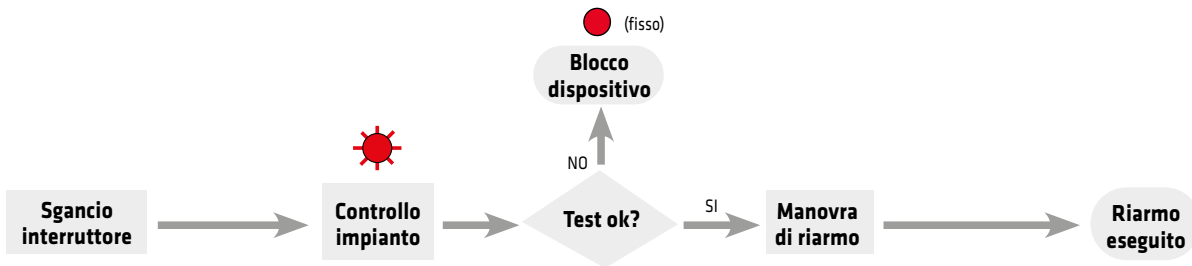 (fisso)
Blocco
dispositivo
NO
Sgancio
interruttore
Controllo
impianto
Test ok?
SI
Manovra
di riarmo
Riarmo
eseguito